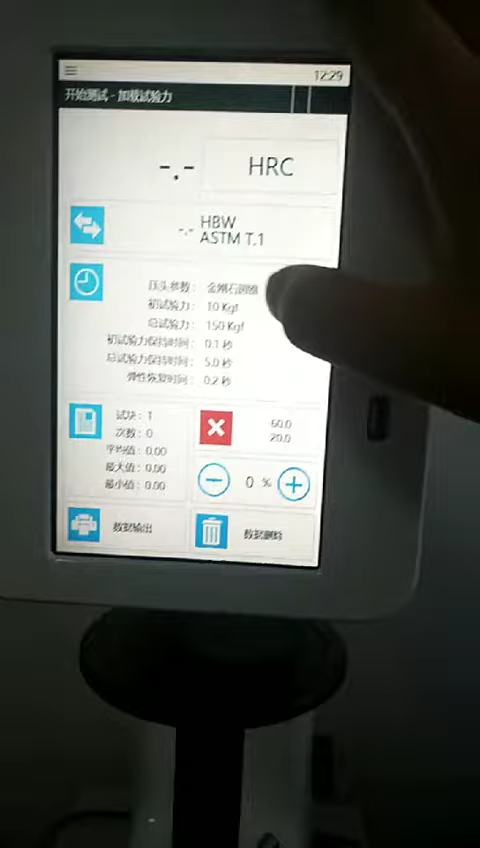 12:29
开始测试 - 加载试验力
-.- HRC
-.- HBW
ASTM T.1
压头参数： 金刚石圆锥
初试验力： 10 Kgf
总试验力： 150 Kgf
初试验力保持时间： 0.1 秒
总试验力保持时间： 5.0 秒
弹性恢复时间： 0.2 秒
试块： 1
次数： 0
平均值： 0.00
最大值： 0.00
最小值： 0.00
60.0
20.0
0 %
数据输出
数据删除